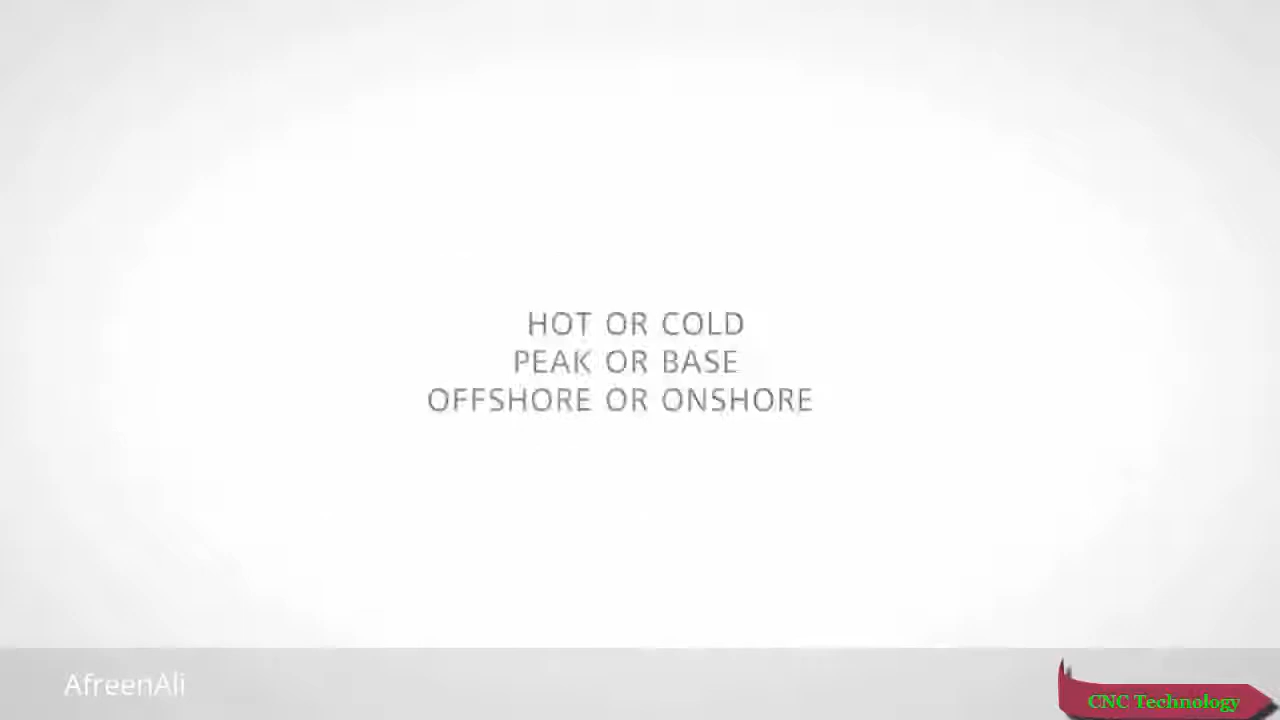 HOT OR COLD
PEAK OR BASE
OFFSHORE OR ONSHORE
AfreenAli
CNC Technology